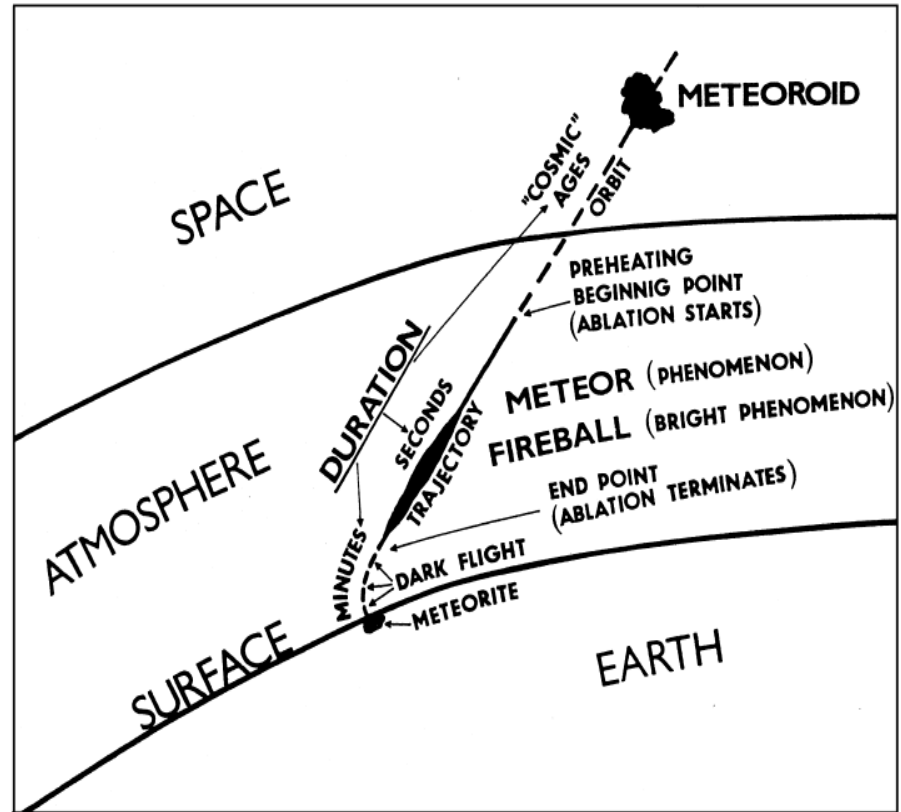 METEOROID
"COSMIC"
AGES
ORBIT
SPACE
PREHEATING
BEGINNIG POINT
(ABLATION STARTS)
DURATION
SECONDS
TRAJECTORY
METEOR (PHENOMENON)
FIREBALL (BRIGHT PHENOMENON)
END POINT
(ABLATION TERMINATES)
ATMOSPHERE
MINUTES
DARK FLIGHT
METEORITE
SURFACE
EARTH